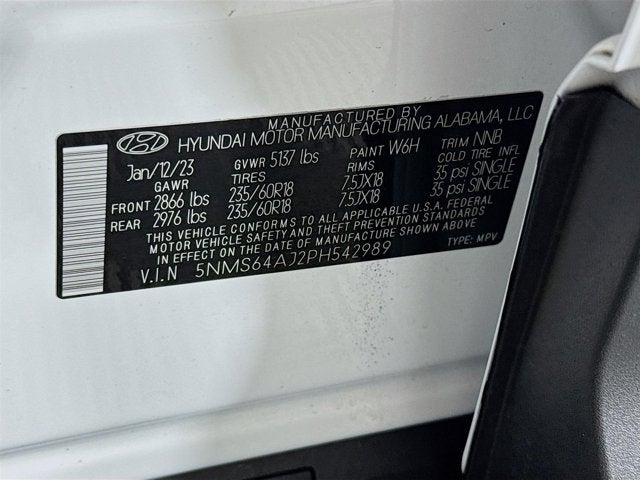 MANUFACTURED BY
HYUNDAI MOTOR MANUFACTURING ALABAMA, LLC
Jan/12/23 GVWR 5137 lbs PAINT W6H TRIM NNB
GAWR TIRES RIMS COLD TIRE INFL
FRONT 2866 lbs 235/60R18 7.5JX18 35 psi SINGLE
REAR 2976 lbs 235/60R18 7.5JX18 35 psi SINGLE
THIS VEHICLE CONFORMS TO ALL APPLICABLE U.S.A. FEDERAL
MOTOR VEHICLE SAFETY AND THEFT PREVENTION STANDARDS
IN EFFECT ON THE DATE OF MANUFACTURE SHOWN ABOVE.
V.I.N 5NMS64AJ2PH542989 TYPE: MPV